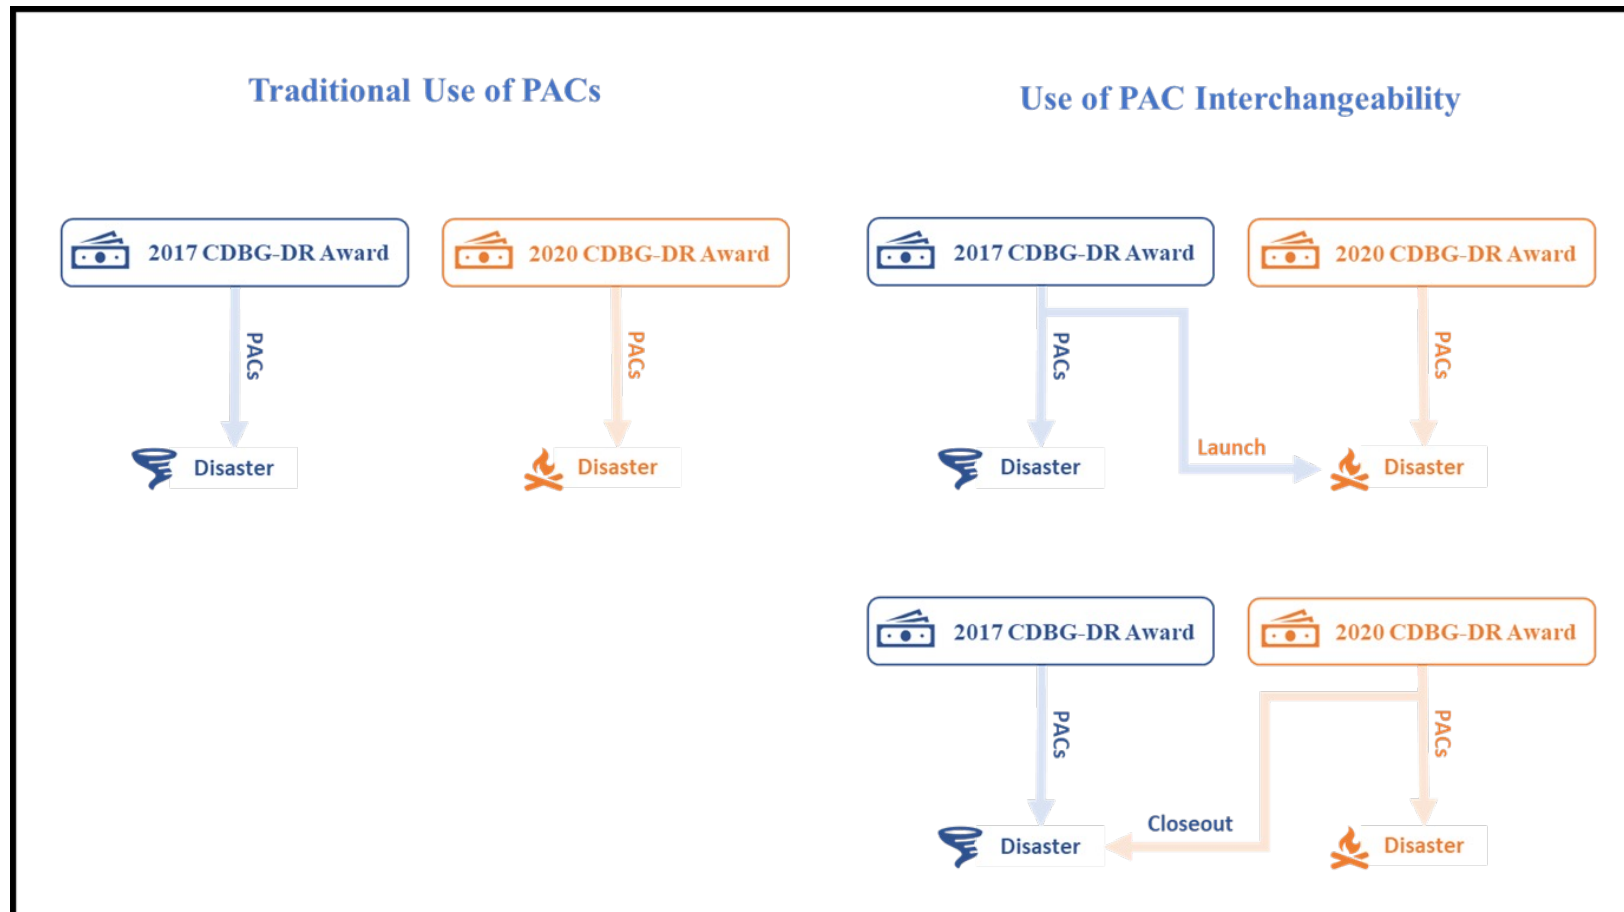 Traditional Use of PACs
Use of PAC Interchangeability
2017 CDBG-DR Award
2020 CDBG-DR Award
PACs
PACs
Disaster
Disaster
2017 CDBG-DR Award
2020 CDBG-DR Award
PACs
PACs
Launch
Disaster
Disaster
2017 CDBG-DR Award
2020 CDBG-DR Award
PACs
PACs
Closeout
Disaster
Disaster